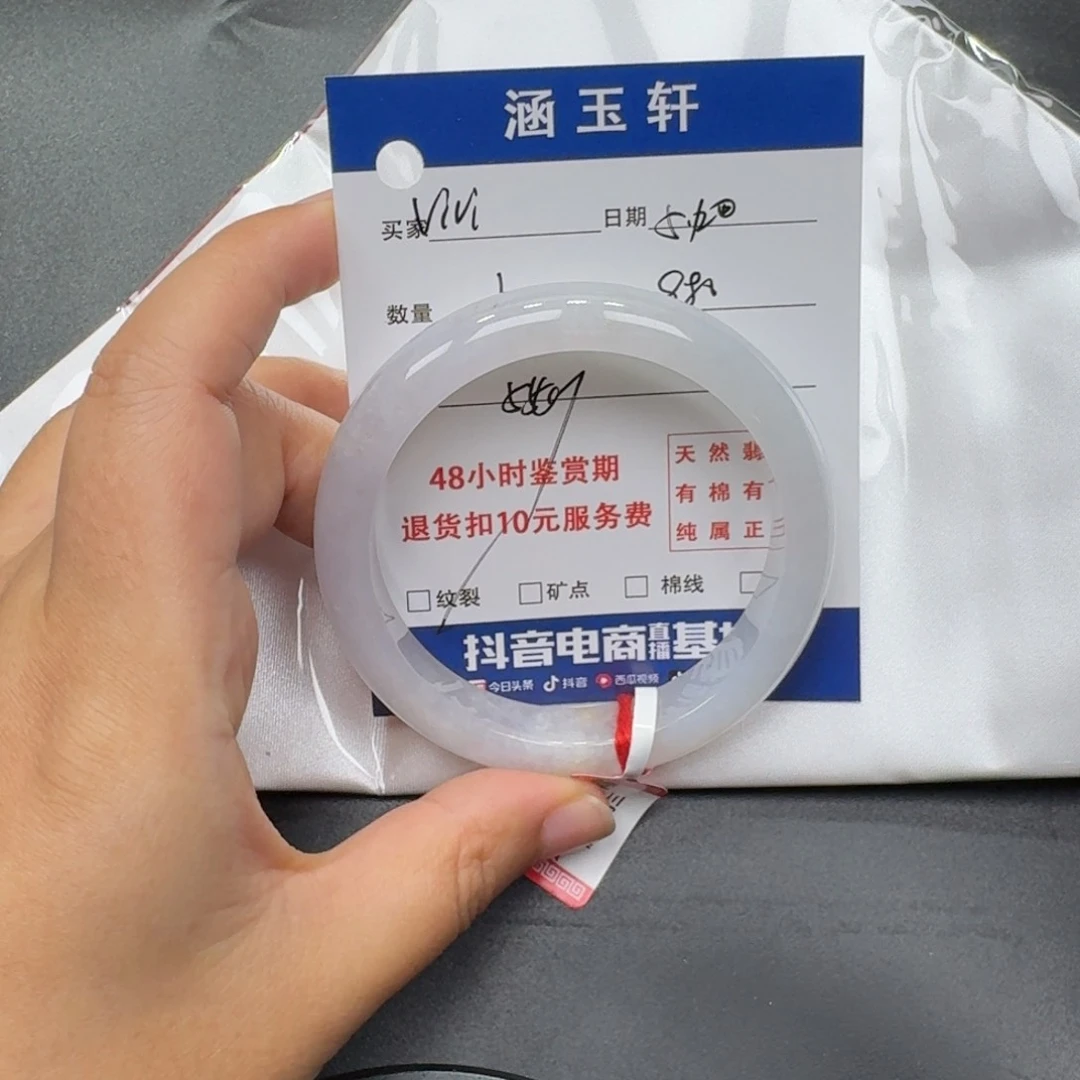 涵玉轩
买家 ViVi 日期
数量 1
48小时鉴赏期
退货扣10元服务费
天然
有棉有
纯属正
□纹裂 □矿点 □棉线 □
抖音电商直播基
今日头条 抖音 西瓜视频